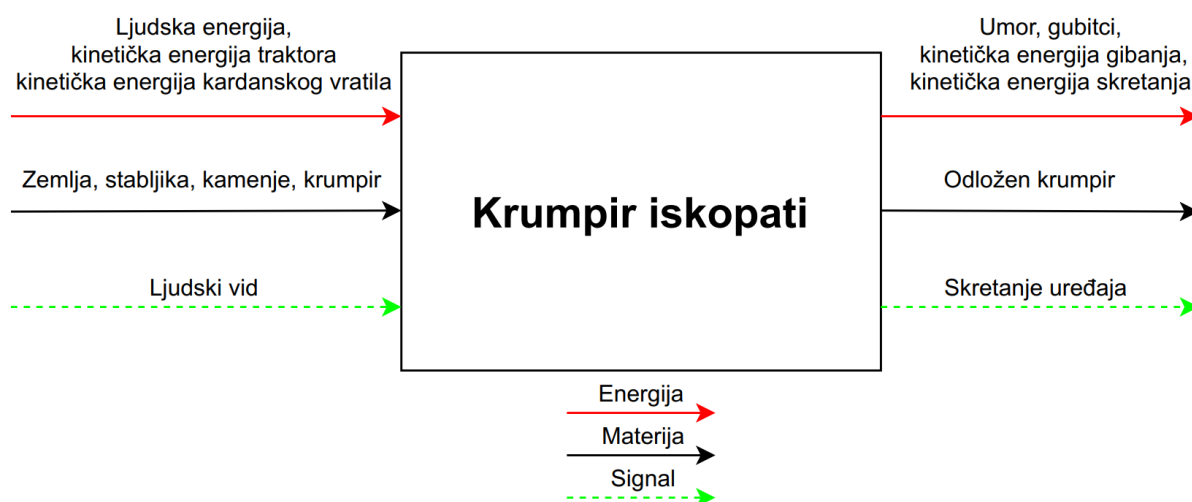 Ljudska energija,
kinetička energija traktora
kinetička energija kardanskog vratila
Umor, gubitci,
kinetička energija gibanja,
kinetička energija skretanja
Zemlja, stabljika, kamenje, krumpir
Krumpir iskopati
Odložen krumpir
Ljudski vid
Skretanje uređaja
Energija
Materija
Signal